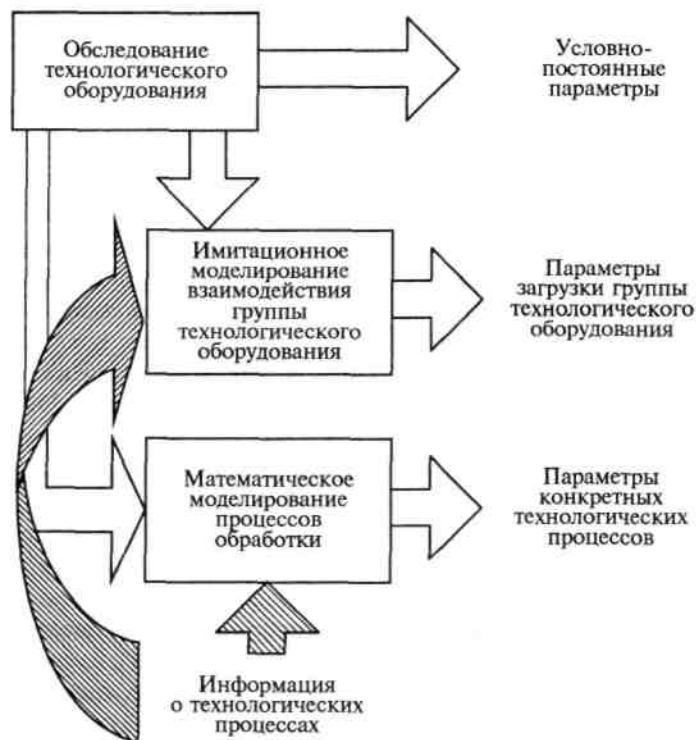 Обследование
технологического
оборудования
Условно-
постоянные
параметры
Имитационное
моделирование
взаимодействия
группы
технологического
оборудования
Параметры
загрузки группы
технологического
оборудования
Математическое
моделирование
процессов
обработки
Параметры
конкретных
технологических
процессов
Информация
о технологических
процессах